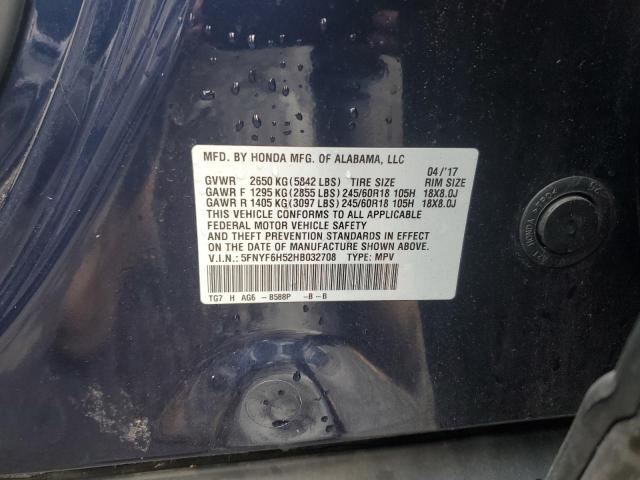 MFD. BY HONDA MFG. OF ALABAMA, LLC
04/'17
GVWR 2650 KG(5842 LBS) TIRE SIZE RIM SIZE
GAWR F 1295 KG(2855 LBS) 245/60R18 105H 18X8.0J
GAWR R 1405 KG(3097 LBS) 245/60R18 105H 18X8.0J
THIS VEHICLE CONFORMS TO ALL APPLICABLE
FEDERAL MOTOR VEHICLE SAFETY
AND THEFT PREVENTION STANDARDS IN EFFECT
ON THE DATE OF MANUFACTURE SHOWN ABOVE.
V.I.N.: 5FNYF6H52HB032708 TYPE: MPV
TG7 H AG6 -B588P -B-B
HONDA